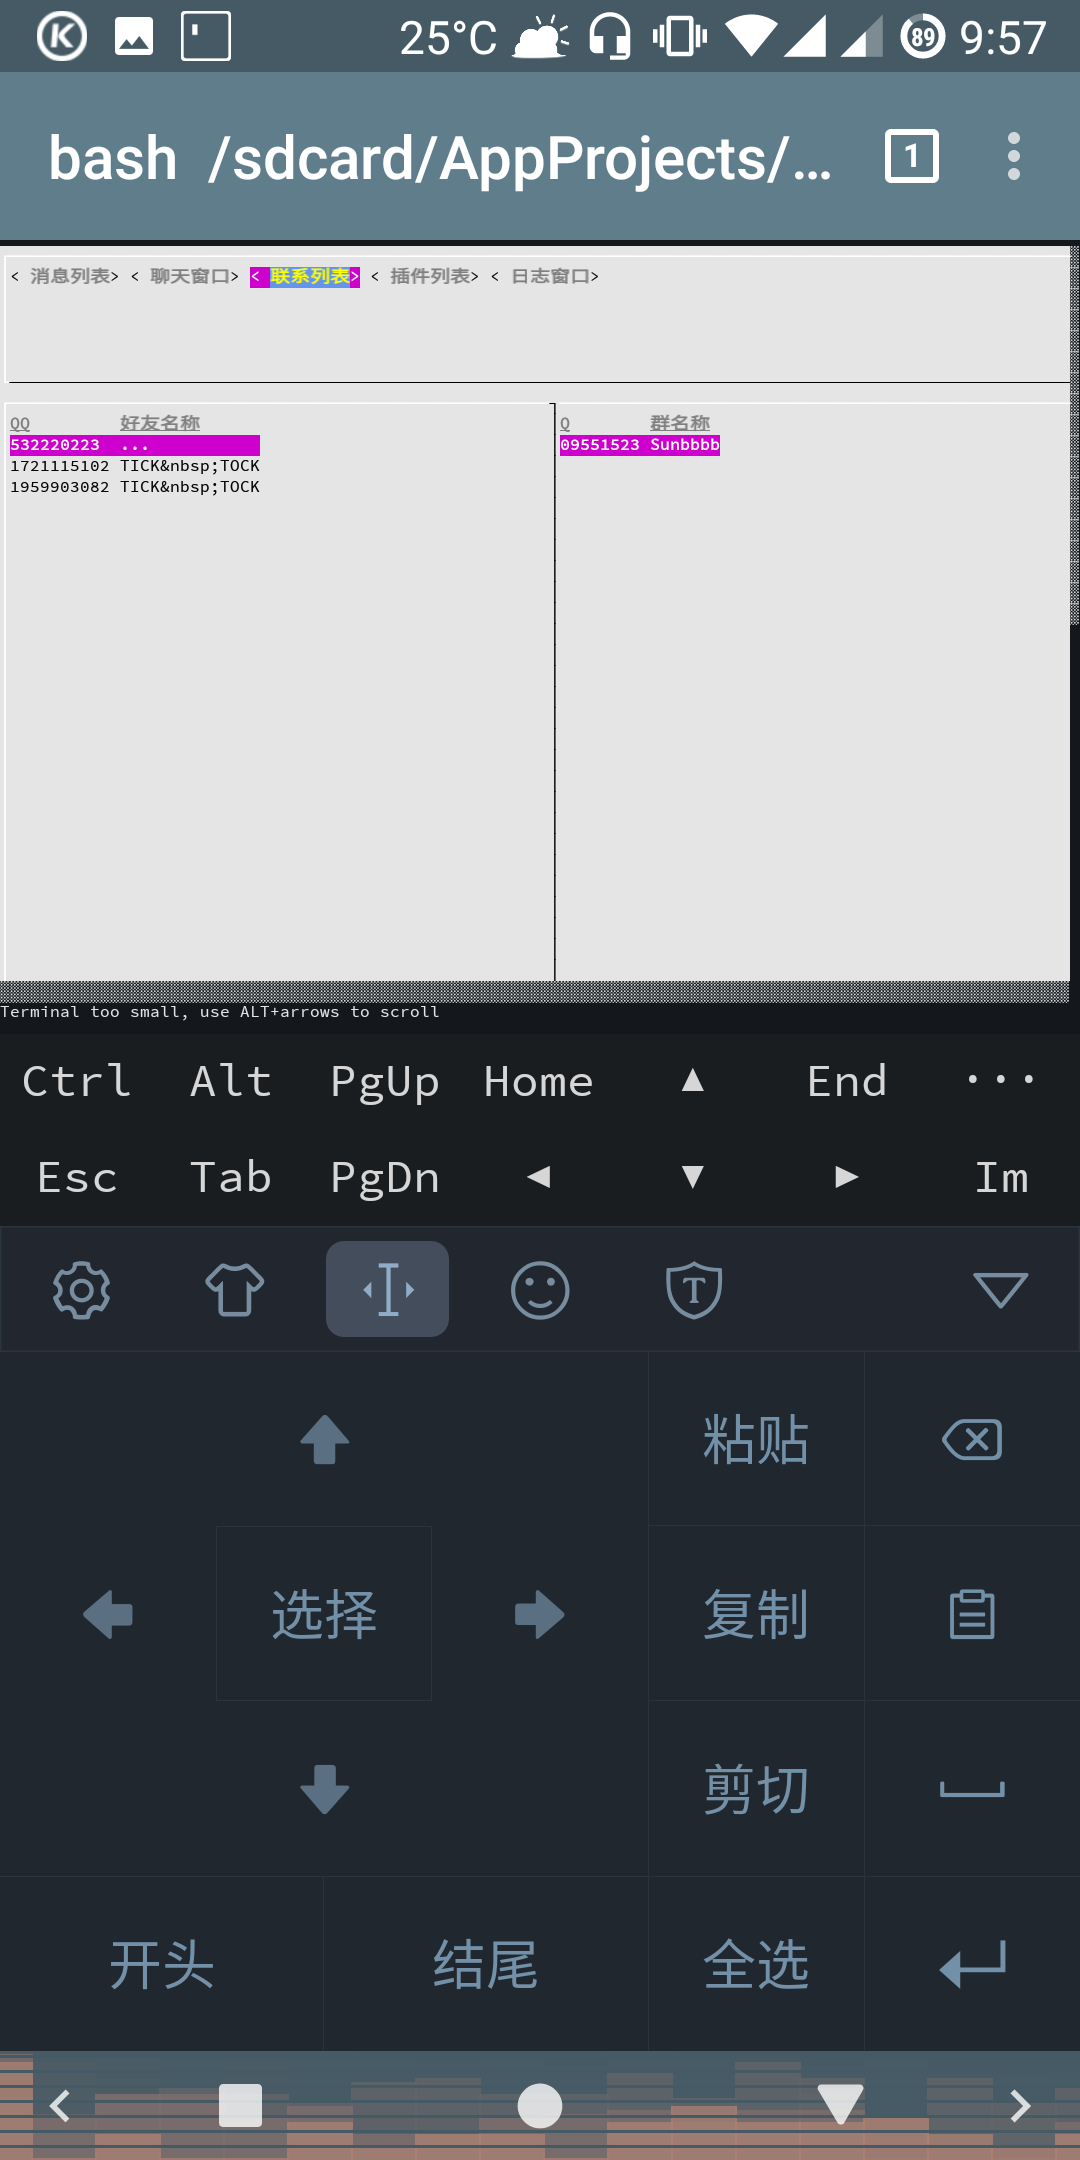 25°C 89 9:57
bash /sdcard/AppProjects/... 1
< 消息列表> < 聊天窗口> < 联系列表> < 插件列表> < 日志窗口>
QQ 好友名称
532220223 ...
1721115102 TICK&nbsp;TOCK
1959903082 TICK&nbsp;TOCK
Q 群名称
09551523 Sunbbbb
Terminal too small, use ALT+arrows to scroll
Ctrl Alt PgUp Home ▲ End ···
Esc Tab PgDn ◄ ▼ ► Im
粘贴
选择 复制
剪切
开头 结尾 全选